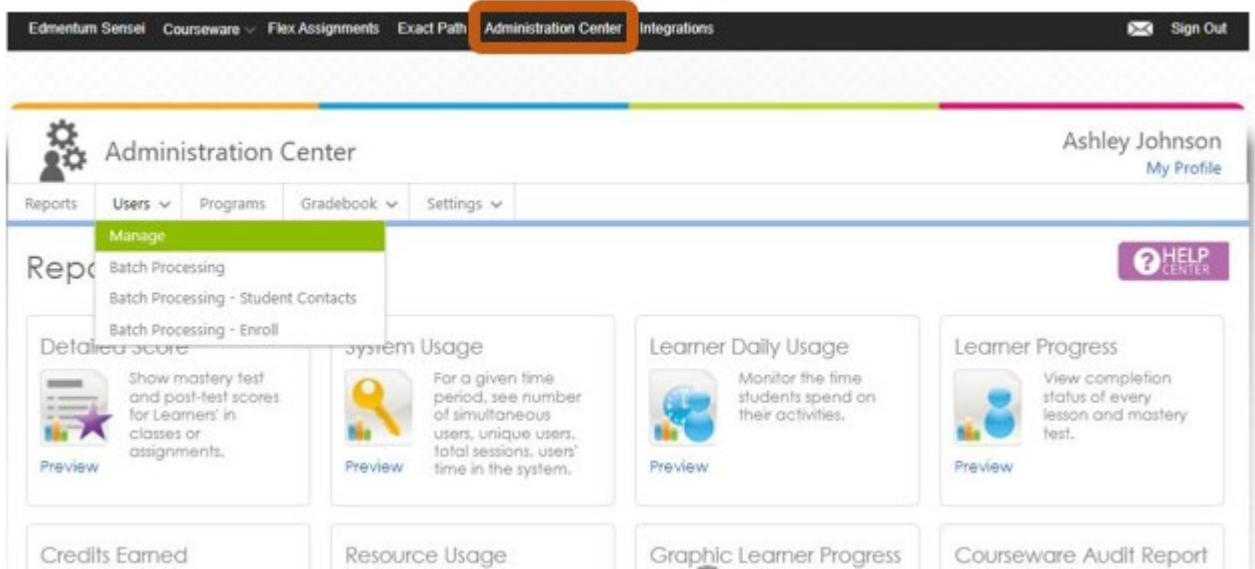 Edmentum Sensei Courseware Flex Assignments Exact Path Administration Center Integrations Sign Out
Administration Center
Ashley Johnson
My Profile
Reports Users Programs Gradebook Settings
Manage
Batch Processing
Batch Processing - Student Contacts
Batch Processing - Enroll
Repo
HELP
CENTER
Detailed Score
Show mastery test
and post-test scores
for Learners' in
classes or
assignments.
Preview
System Usage
For a given time
period, see number
of simultaneous
users, unique users,
total sessions, users'
time in the system.
Preview
Learner Daily Usage
Monitor the time
students spend on
their activities.
Preview
Learner Progress
View completion
status of every
lesson and mastery
test.
Preview
Credits Earned
Resource Usage
Graphic Learner Progress
Courseware Audit Report